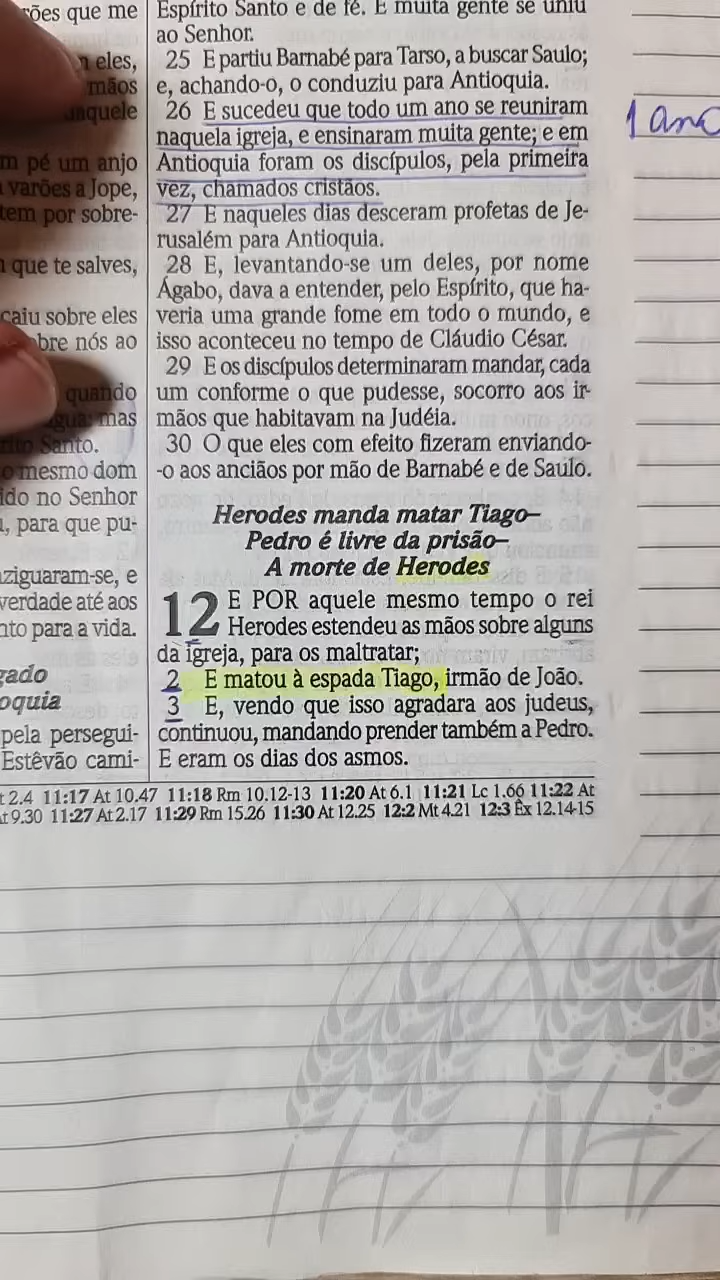 ções que me
eles,
mãos
aquele
m pé um anjo
varões a Jope,
tem por sobre-
que te salves,
caiu sobre eles
bre nós ao
quando
água; mas
rito Santo.
o mesmo dom
ido no Senhor
, para que pu-
ziguaram-se, e
verdade até aos
nto para a vida.
gado
oquia
pela persegui-
Estêvão cami-
Espírito Santo e de fé. E muita gente se uniu
ao Senhor.
25 E partiu Barnabé para Tarso, a buscar Saulo;
e, achando-o, o conduziu para Antioquia.
26 E sucedeu que todo um ano se reuniram
naquela igreja, e ensinaram muita gente; e em
Antioquia foram os discípulos, pela primeira
vez, chamados cristãos.
27 E naqueles dias desceram profetas de Je-
rusalém para Antioquia.
28 E, levantando-se um deles, por nome
Ágabo, dava a entender, pelo Espírito, que ha-
veria uma grande fome em todo o mundo, e
isso aconteceu no tempo de Cláudio César.
29 E os discípulos determinaram mandar, cada
um conforme o que pudesse, socorro aos ir-
mãos que habitavam na Judéia.
30 O que eles com efeito fizeram enviando-
-o aos anciãos por mão de Barnabé e de Saulo.
Herodes manda matar Tiago–
Pedro é livre da prisão–
A morte de Herodes
12 E POR aquele mesmo tempo o rei
Herodes estendeu as mãos sobre alguns
da igreja, para os maltratar;
2 E matou à espada Tiago, irmão de João.
3 E, vendo que isso agradara aos judeus,
continuou, mandando prender também a Pedro.
E eram os dias dos asmos.
1 ano
t 2.4 11:17 At 10.47 11:18 Rm 10.12-13 11:20 At 6.1 11:21 Lc 1.66 11:22 At
t 9.30 11:27 At 2.17 11:29 Rm 15.26 11:30 At 12.25 12:2 Mt 4.21 12:3 Êx 12.14-15